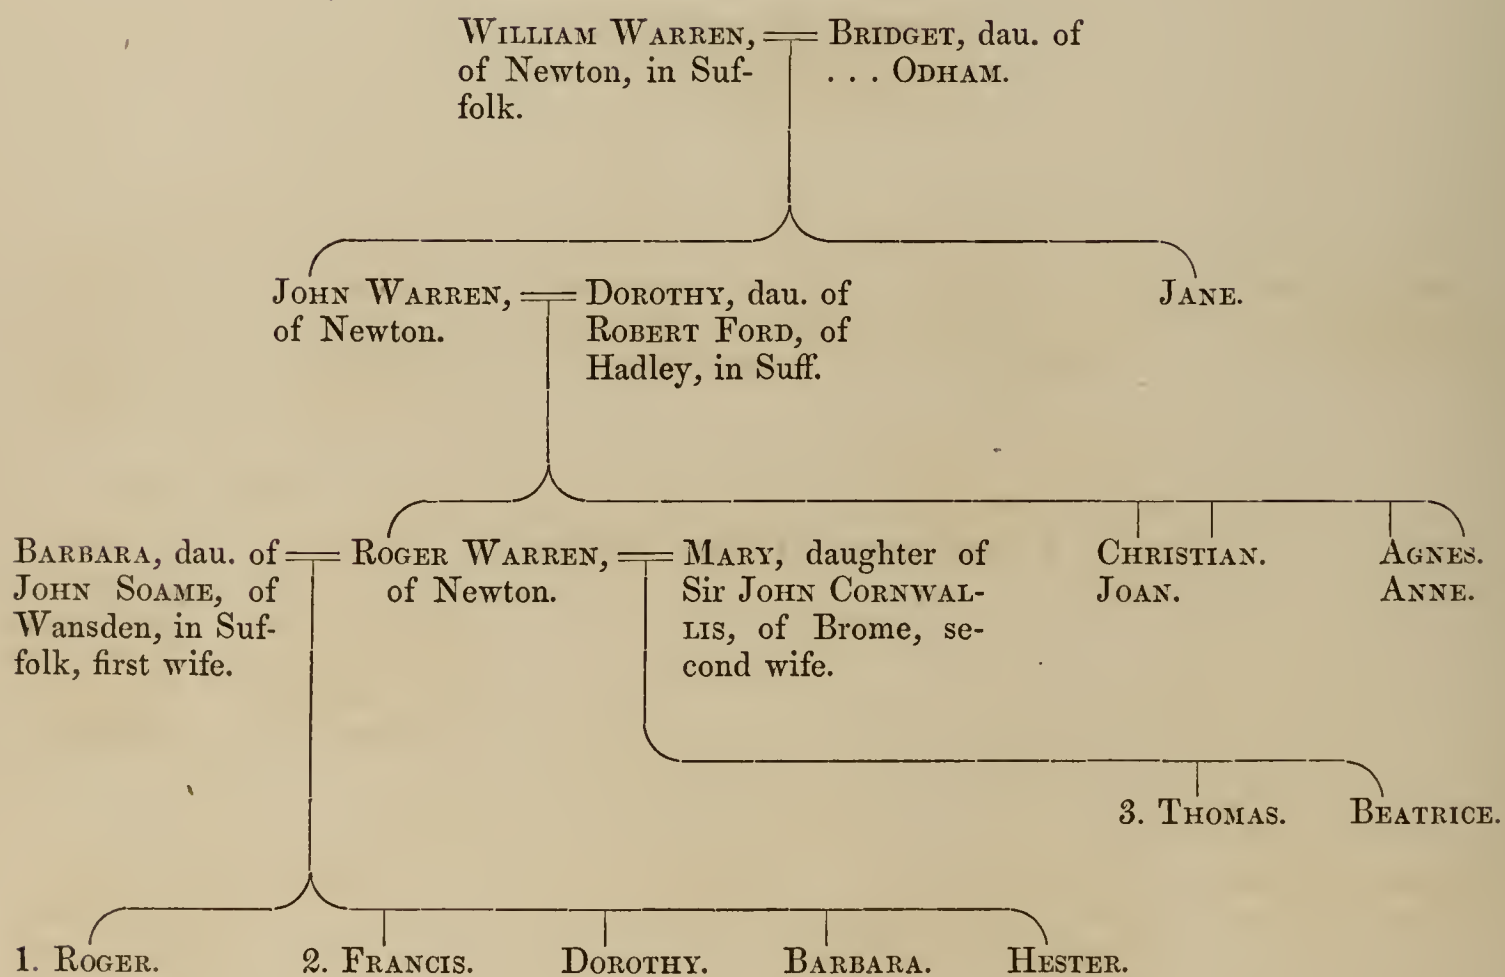 WILLIAM WARREN,
of Newton, in Suf-
folk.
BRIDGET, dau. of
. . . ODHAM.
JOHN WARREN,
of Newton.
DOROTHY, dau. of
ROBERT FORD, of
Hadley, in Suff.
JANE.
BARBARA, dau. of
JOHN SOAME, of
Wansden, in Suf-
folk, first wife.
ROGER WARREN,
of Newton.
MARY, daughter of
Sir JOHN CORNWAL-
LIS, of Brome, se-
cond wife.
CHRISTIAN.
JOAN.
AGNES.
ANNE.
3. THOMAS.
BEATRICE.
1. ROGER.
2. FRANCIS.
DOROTHY.
BARBARA.
HESTER.